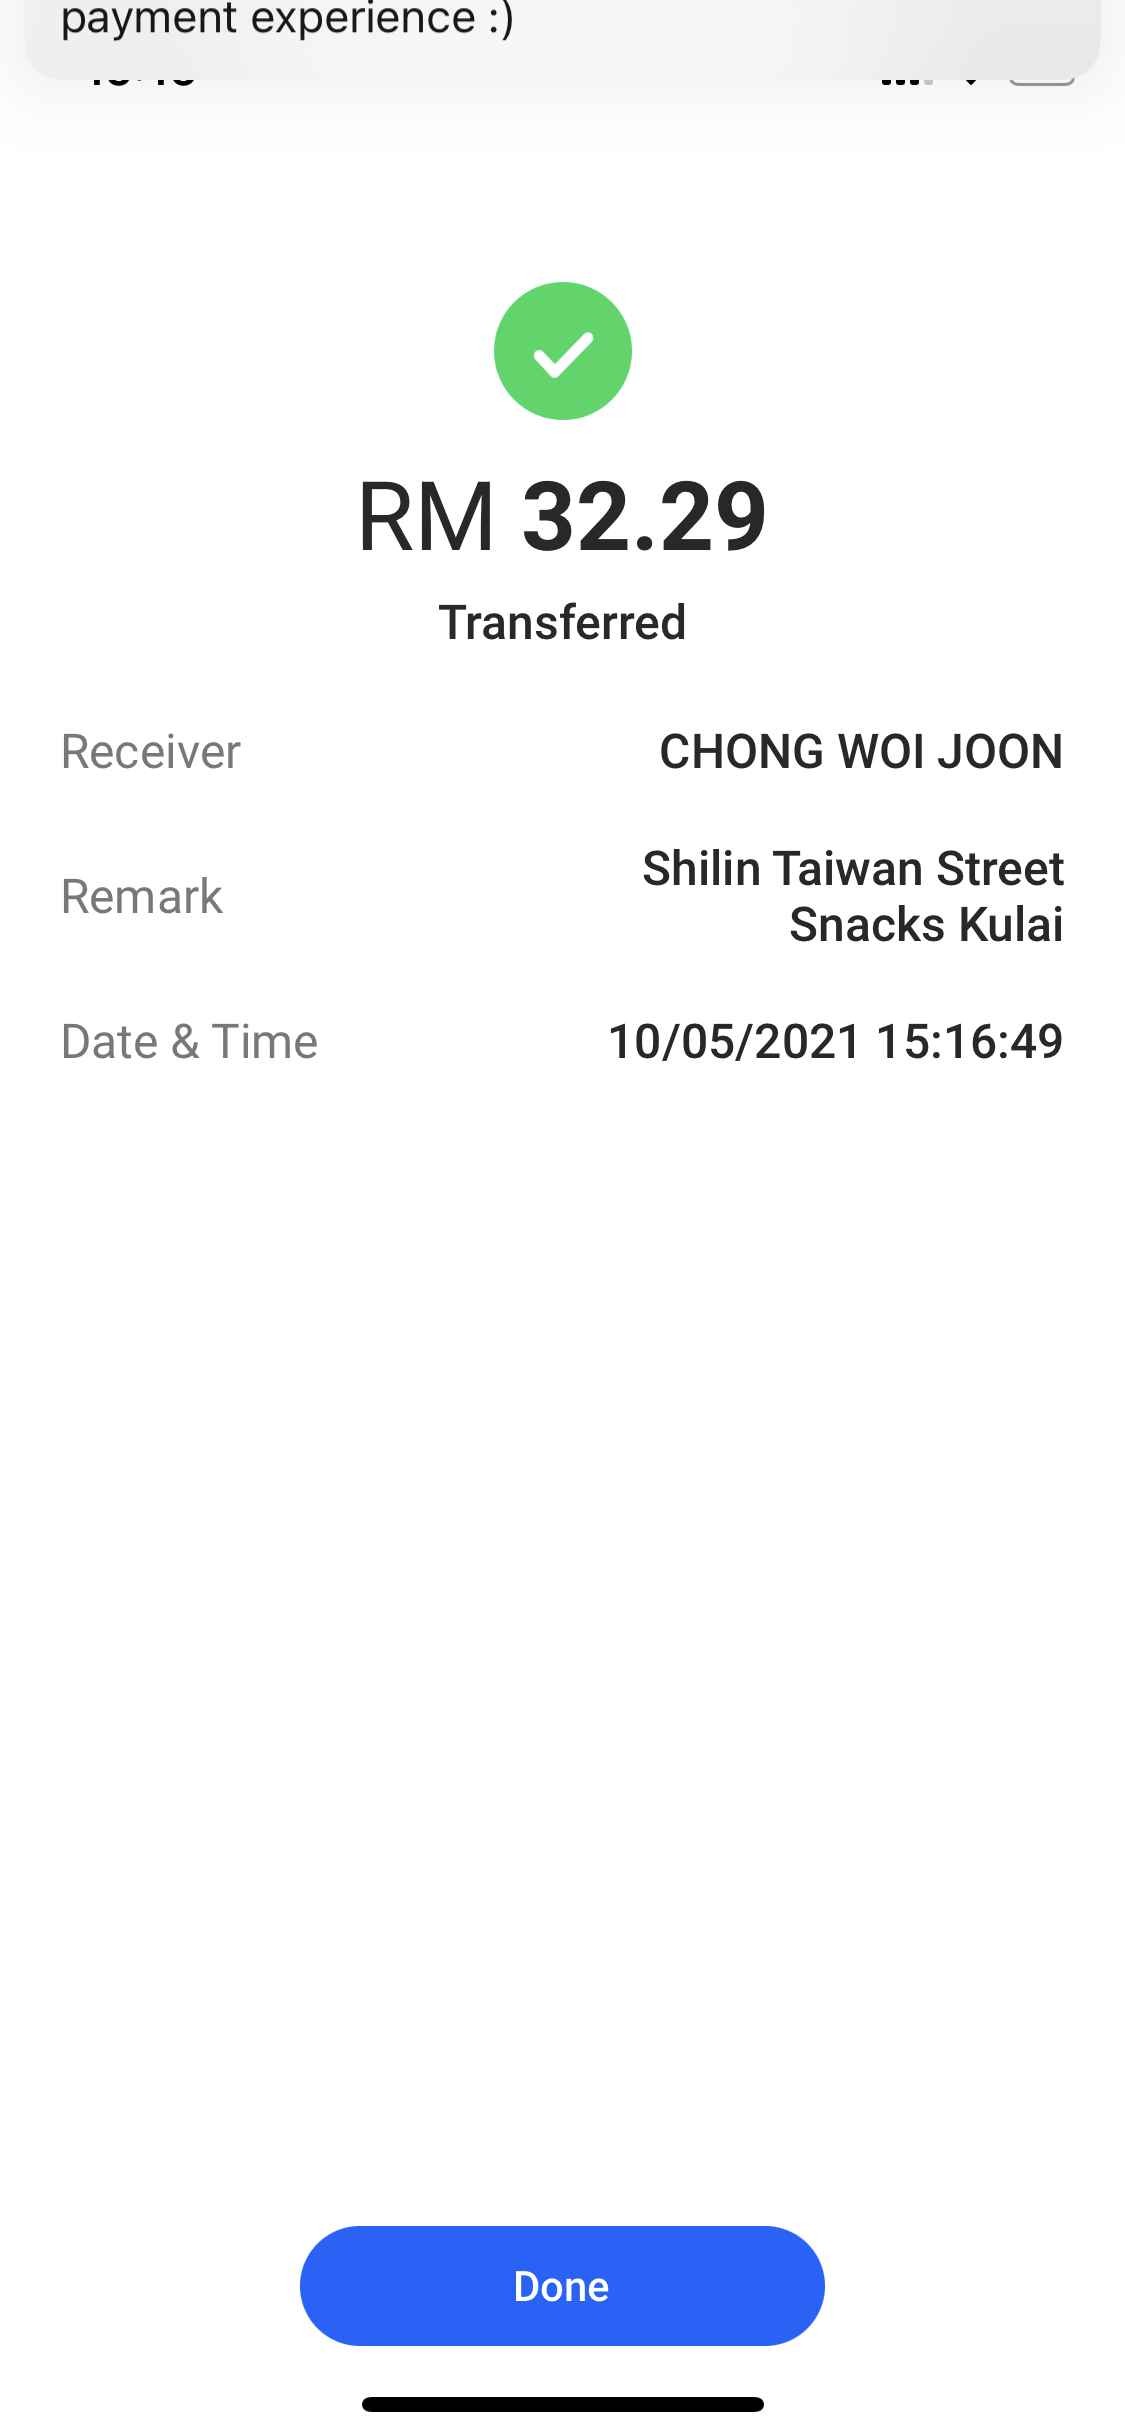 payment experience :)
RM 32.29
Transferred
Receiver CHONG WOI JOON
Remark Shilin Taiwan Street
Snacks Kulai
Date & Time 10/05/2021 15:16:49
Done